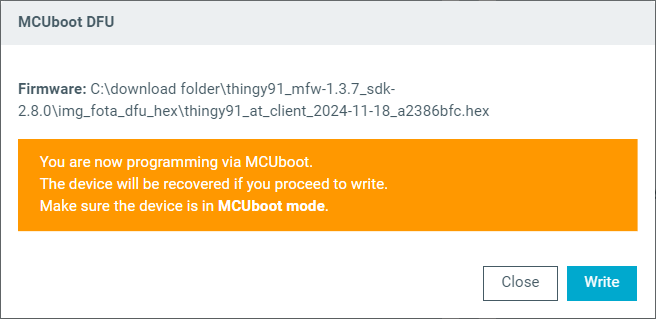 MCUboot DFU
Firmware: C:\download folder\thingy91_mfw-1.3.7_sdk-
2.8.0\img_fota_dfu_hex\thingy91_at_client_2024-11-18_a2386bfc.hex
You are now programming via MCUboot.
The device will be recovered if you proceed to write.
Make sure the device is in MCUboot mode.
Close
Write